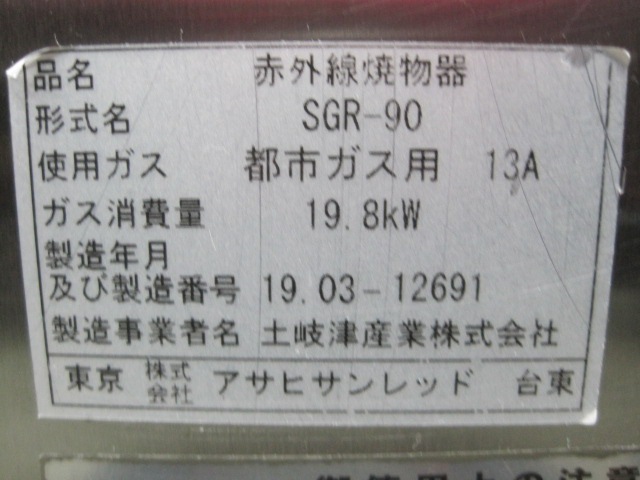 品名 赤外線焼物器
形式名 SGR-90
使用ガス 都市ガス用 13A
ガス消費量 19.8kW
製造年月
及び製造番号 19.03-12691
製造事業者名 土岐津産業株式会社
東京 株式会社 アサヒサンレッド 台東